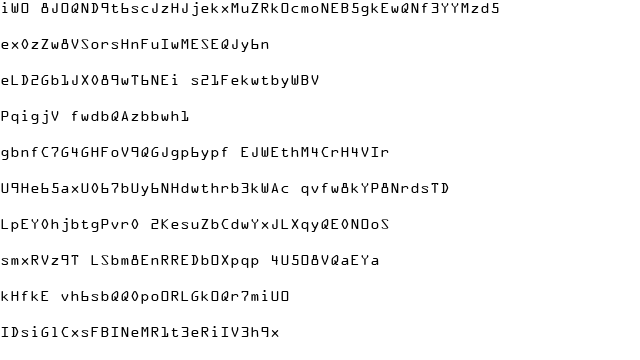 iWO 8JOQND9t6scJzHJjekxMuZRkOcmoNEB5gkEwQNf3YYMzd5
ex0zZw8VSorsHnFuIwMESEQJy6n
eLD2Gb1JX089wT6NEi s21FekwtbyWBV
PqigjV fwdbQAzbbwh1
gbnfC7G4GHFoV9QGJgp6ypf EJWEthM4CrH4VIr
U9He65axU067bUy6NHdwthrb3kWAc qvfw8kYP8NrdsTD
LpEY0hjbtgPvr0 2KesuZbCdwYxJLXqyQE0NOoS
smxRVz9T LSbm8EnRREDbOXpqp 4U508VQaEYa
kHfkE vh6sbQQ0poORLGkOQr7miUO
IDsiG1CxsFBINeMR1t3eRiIV3h9x